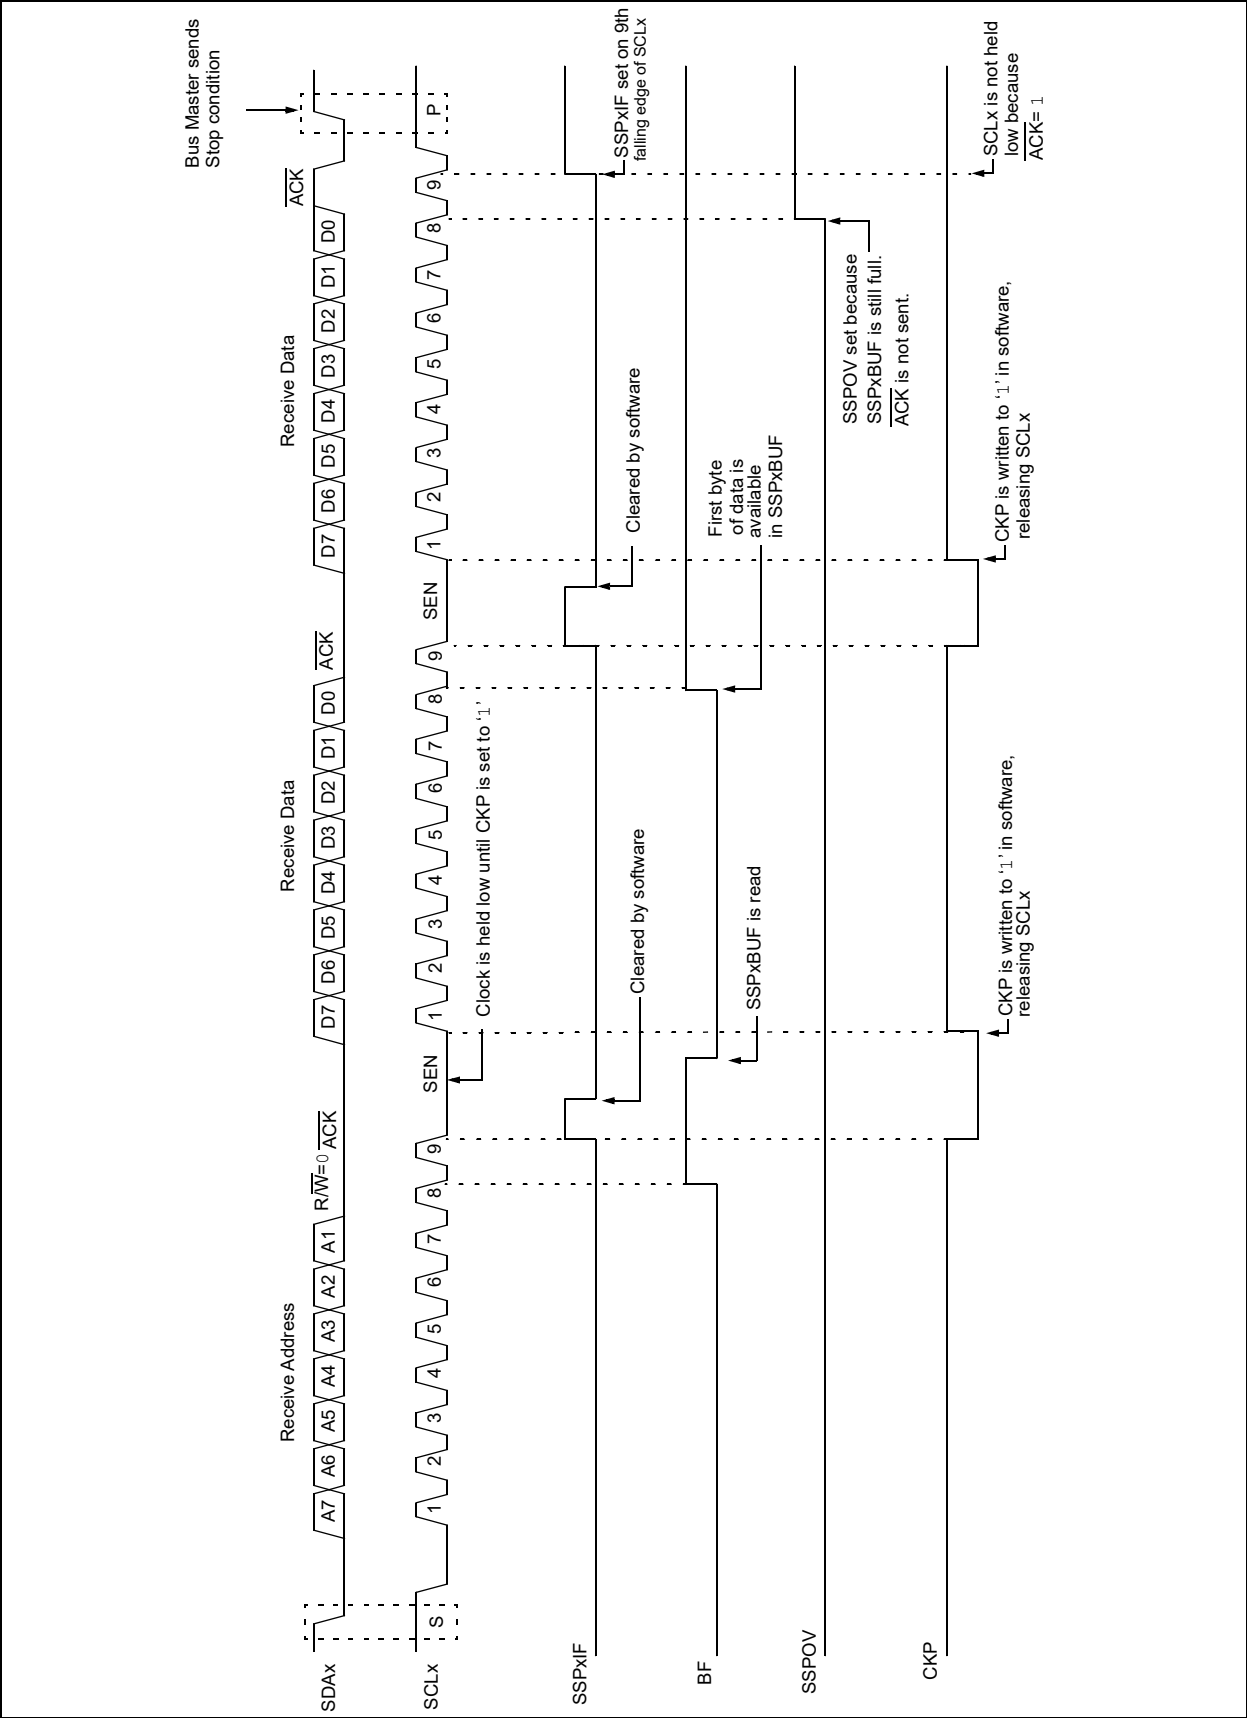 Bus Master sends
Stop condition
Receive Address
Receive Data
Receive Data
SDAx
A7 A6 A5 A4 A3 A2 A1 R/W=0 ACK D7 D6 D5 D4 D3 D2 D1 D0 ACK D7 D6 D5 D4 D3 D2 D1 D0 ACK
SCLx
S 1 2 3 4 5 6 7 8 9 SEN 1 2 3 4 5 6 7 8 9 SEN 1 2 3 4 5 6 7 8 9 P
Clock is held low until CKP is set to ‘1’
SSPxIF
Cleared by software
Cleared by software
SSPxIF set on 9th
falling edge of SCLx
BF
SSPxBUF is read
First byte
of data is
available
in SSPxBUF
SSPOV
SSPOV set because
SSPxBUF is still full.
ACK is not sent.
CKP
CKP is written to ‘1’ in software,
releasing SCLx
CKP is written to ‘1’ in software,
releasing SCLx
SCLx is not held
low because
ACK= 1